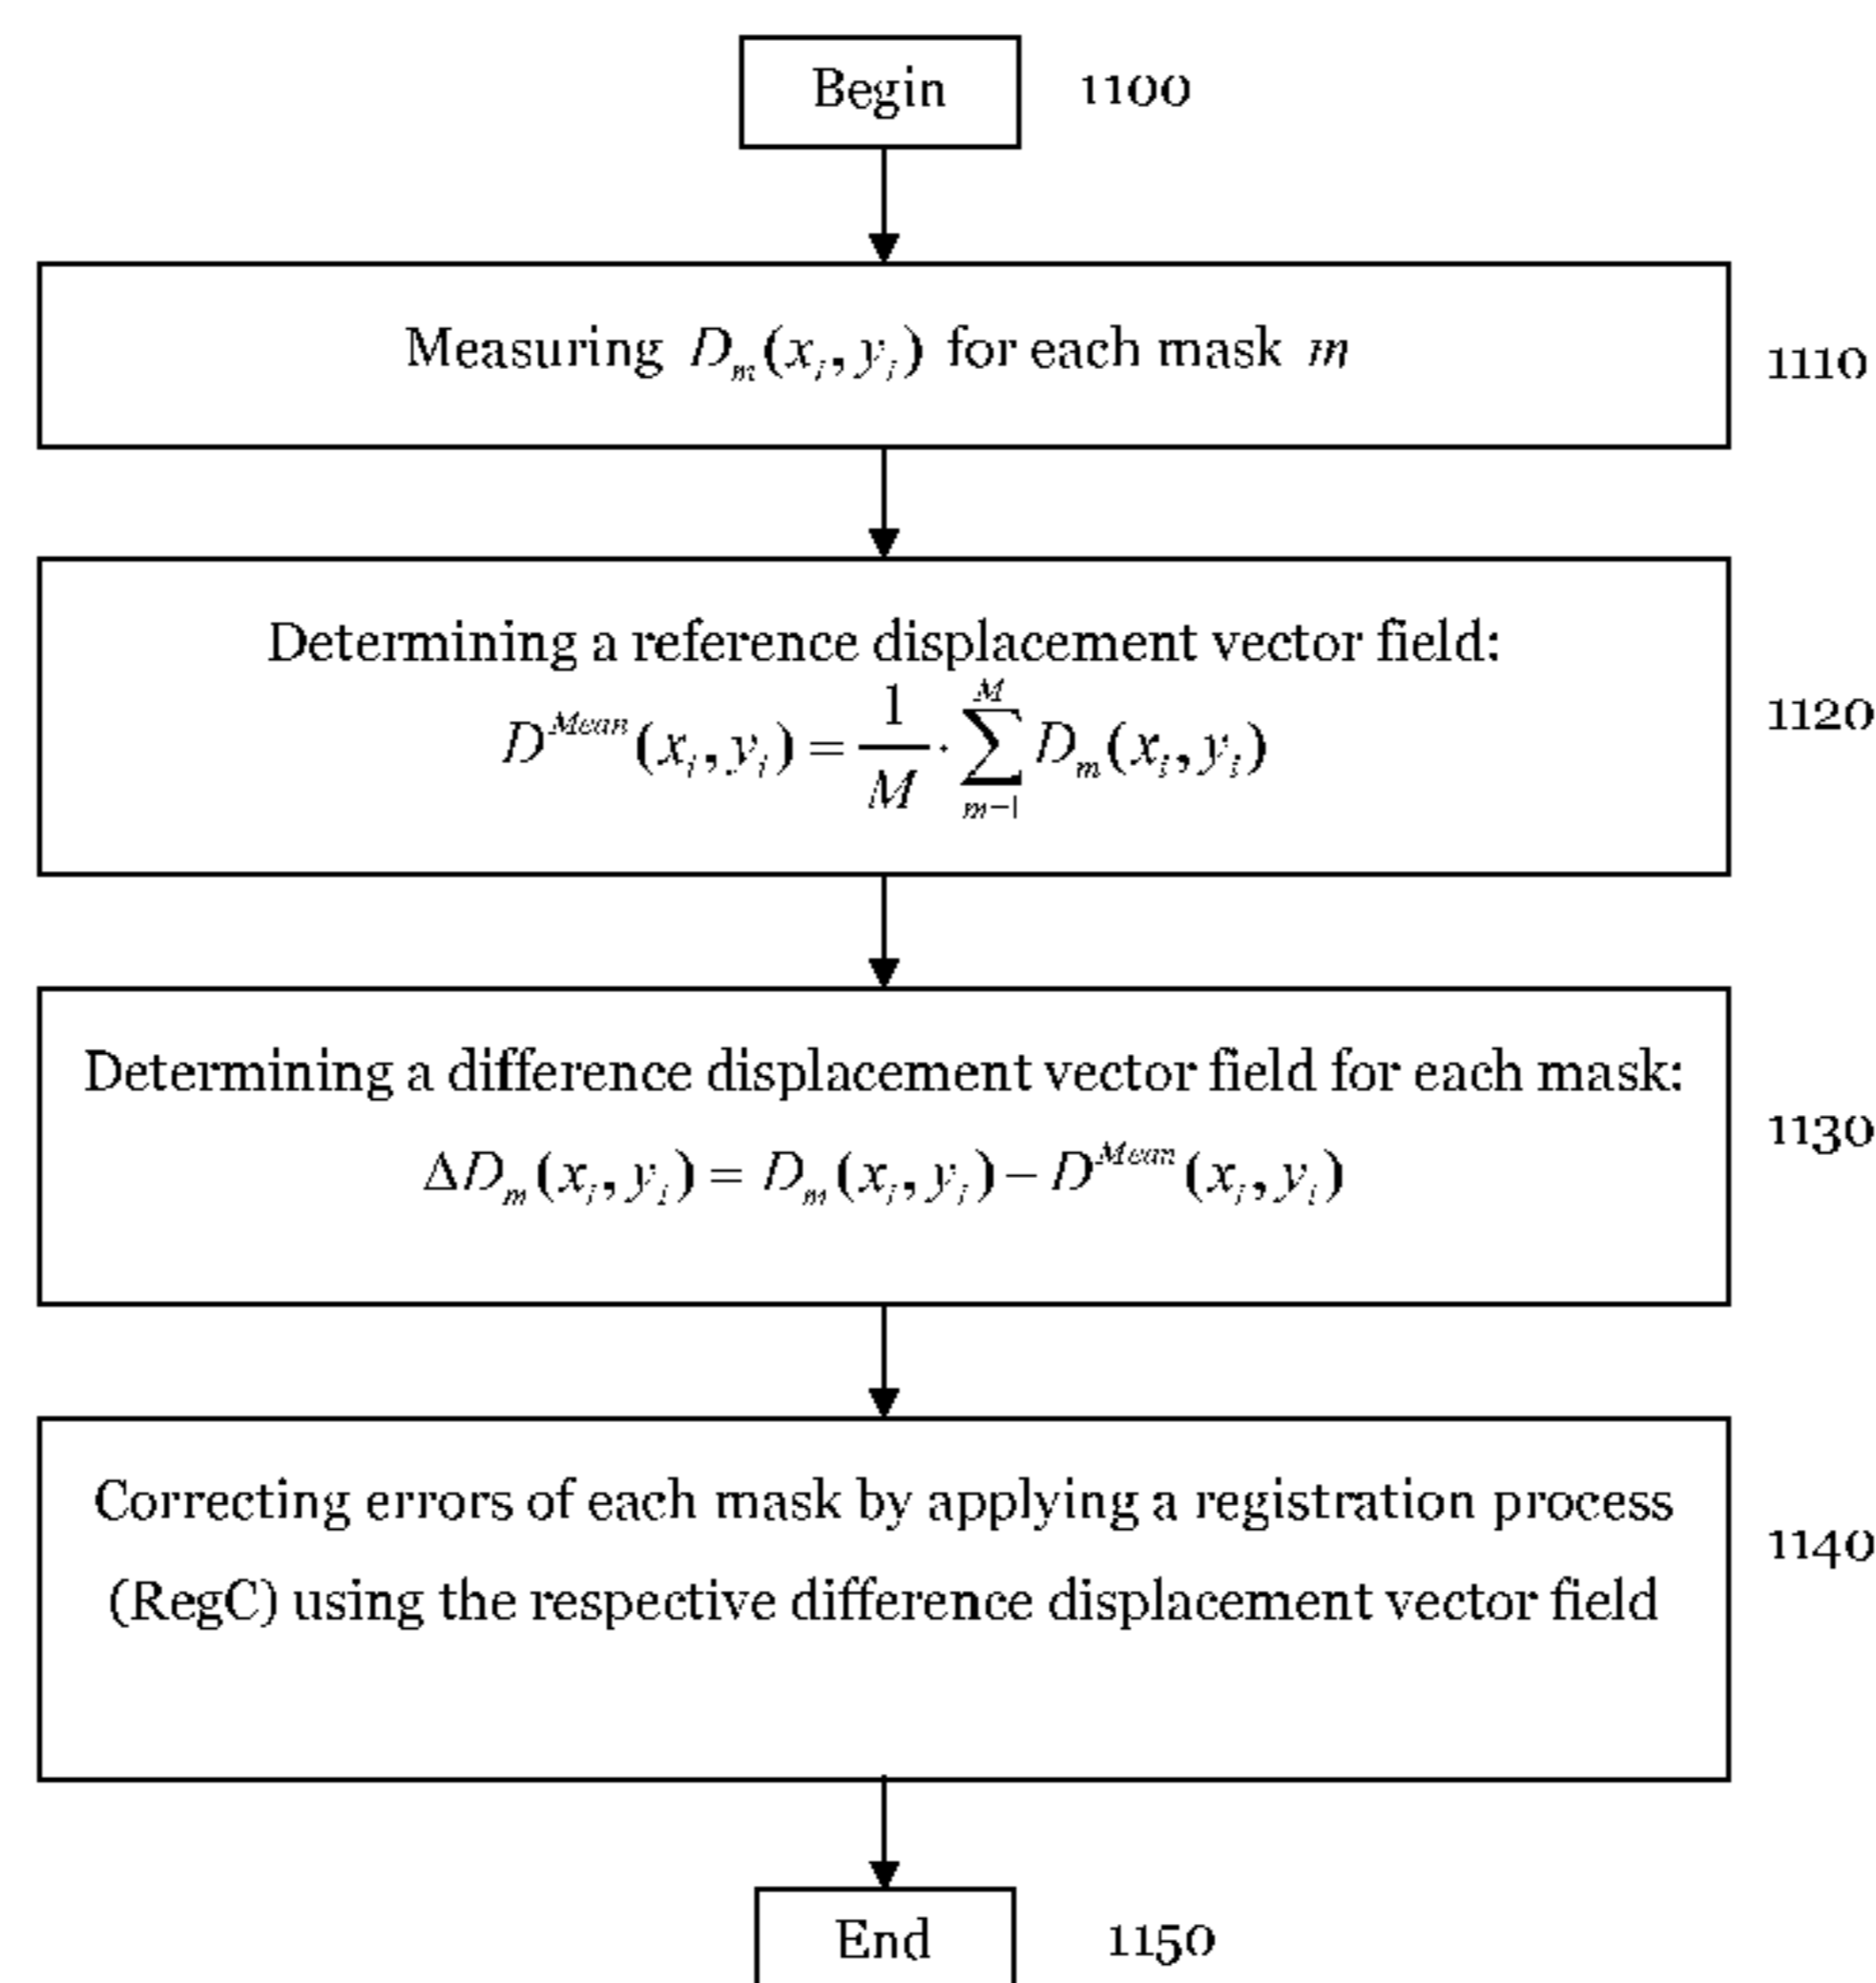 Begin 1100
Measuring D_m(x_i, y_i) for each mask m
1110
Determining a reference displacement vector field:
D^Mean(x_i, y_i) = 1/M · ∑_{m=1}^{M} D_m(x_i, y_i)
1120
Determining a difference displacement vector field for each mask:
ΔD_m(x_i, y_i) = D_m(x_i, y_i) − D^Mean(x_i, y_i)
1130
Correcting errors of each mask by applying a registration process
(RegC) using the respective difference displacement vector field
1140
End 1150